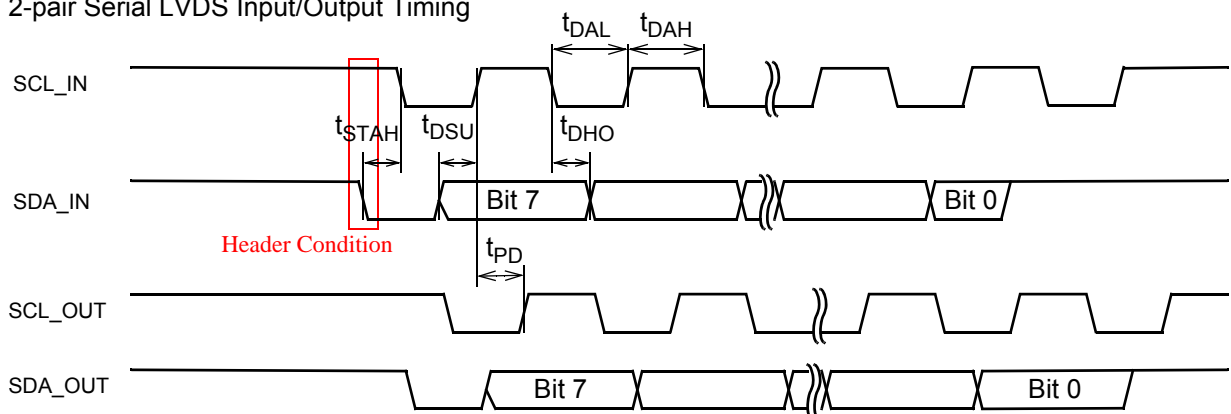 2-pair Serial LVDS Input/Output Timing
tDAL tDAH
SCL_IN
tSTAH tDSU tDHO
SDA_IN Bit 7 Bit 0
Header Condition
tPD
SCL_OUT
SDA_OUT Bit 7 Bit 0